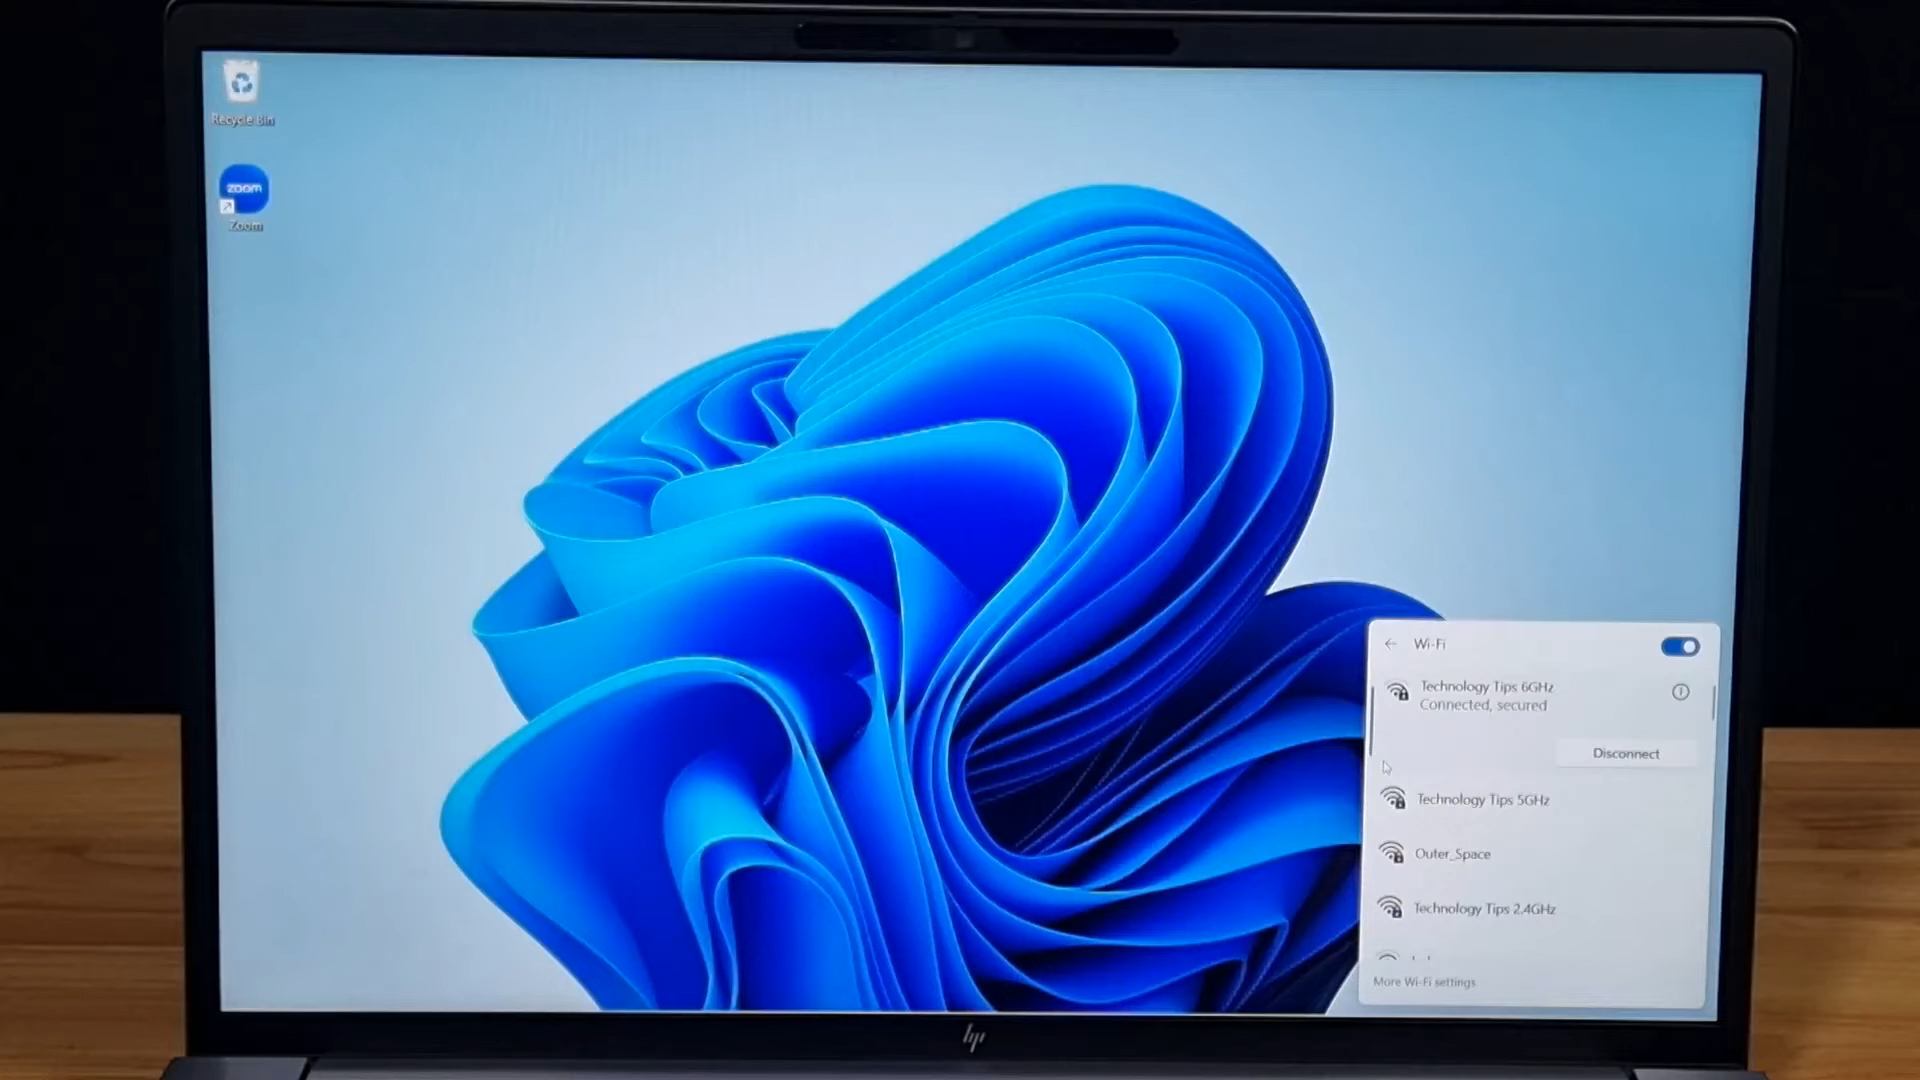 Recycle Bin
zoom
Zoom
Wi-Fi
Technology Tips 6GHz
Connected, secured
Disconnect
Technology Tips 5GHz
Outer_Space
Technology Tips 2.4GHz
More Wi-Fi settings
hp